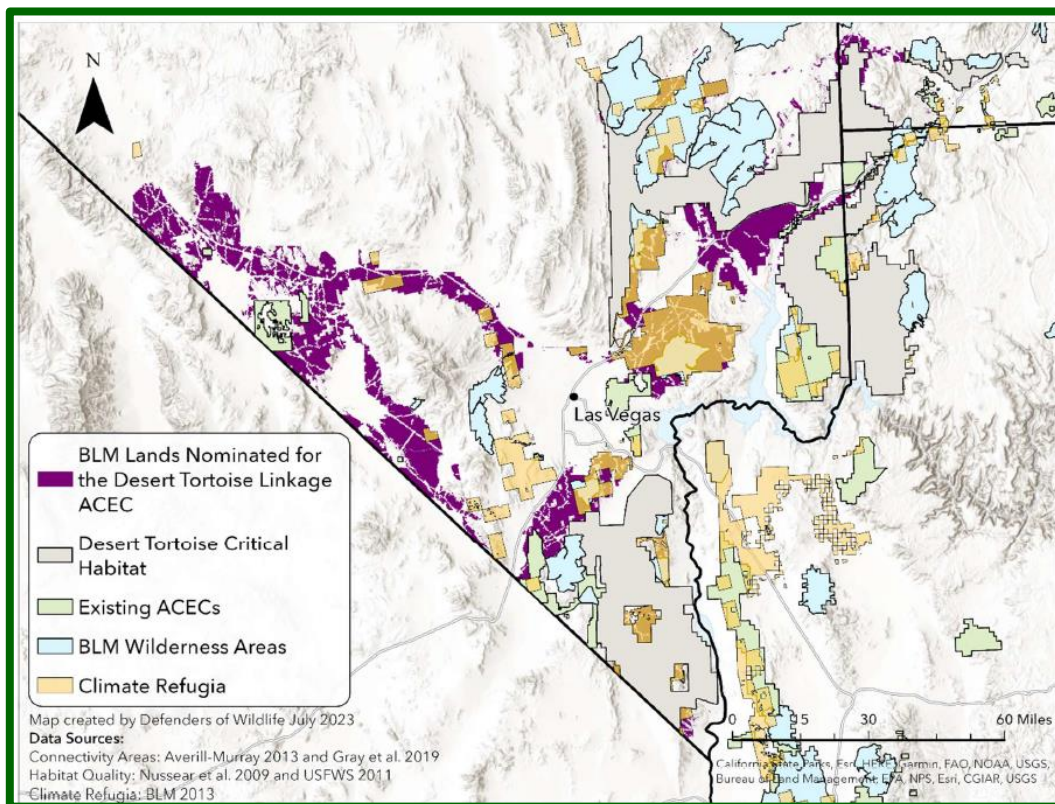 N
Las Vegas
BLM Lands Nominated for
the Desert Tortoise Linkage
ACEC
Desert Tortoise Critical
Habitat
Existing ACECs
BLM Wilderness Areas
Climate Refugia
Map created by Defenders of Wildlife July 2023
Data Sources:
Connectivity Areas: Averill-Murray 2013 and Gray et al. 2019
Habitat Quality: Nussear et al. 2009 and USFWS 2011
Climate Refugia: BLM 2013
0 15 30 60 Miles
California State Parks, Esri, HERE, Garmin, FAO, NOAA, USGS,
Bureau of Land Management, EPA, NPS, Esri, CGIAR, USGS